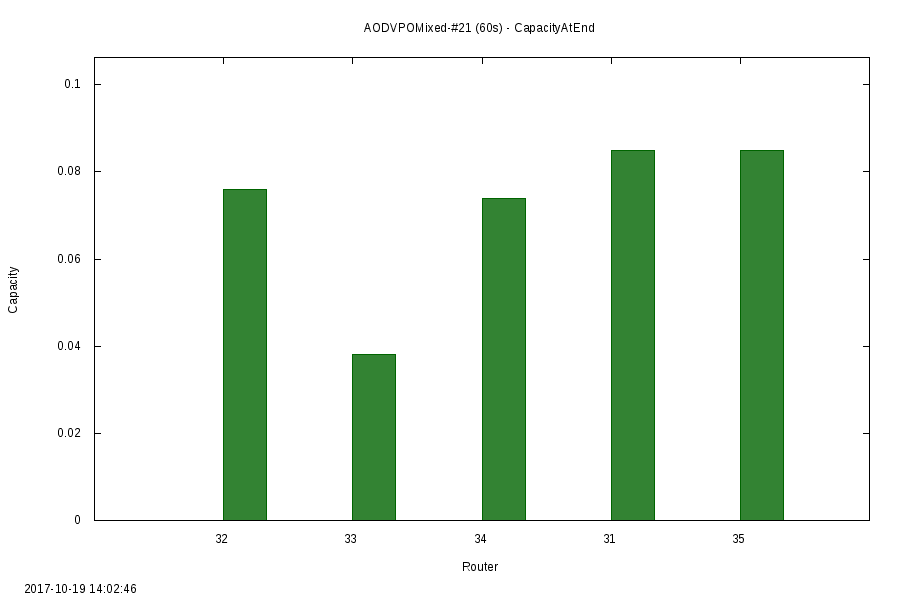 AODVPOMixed-#21 (60s) - CapacityAtEnd
0.1
0.08
0.06
0.04
0.02
0
Capacity
32 33 34 31 35
Router
2017-10-19 14:02:46